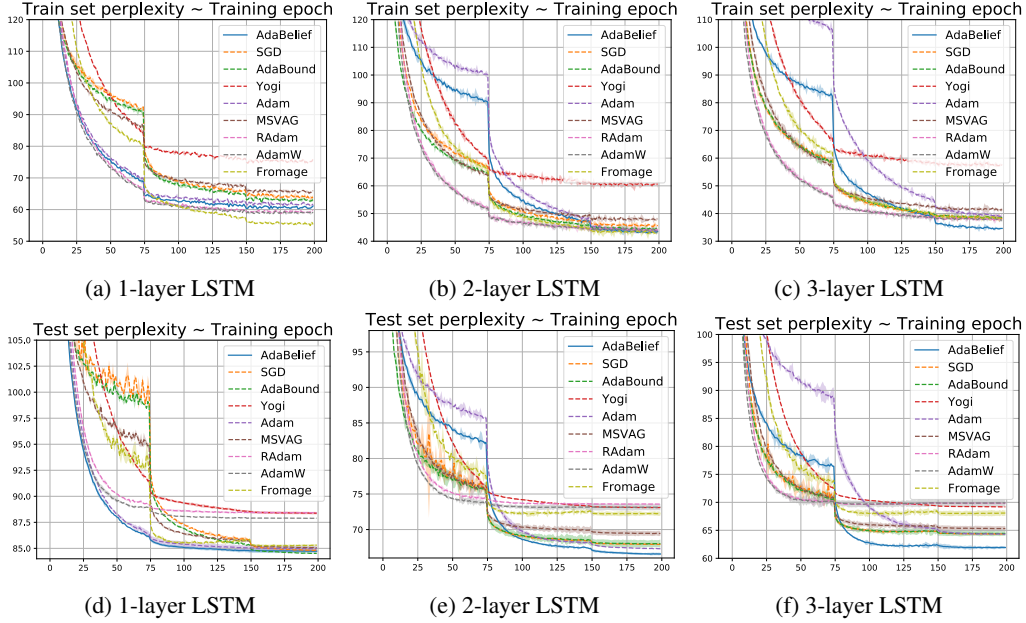 Train set perplexity ~ Training epoch
120
110
100
90
80
70
60
50
0 25 50 75 100 125 150 175 200
AdaBelief
SGD
AdaBound
Yogi
Adam
MSVAG
RAdam
AdamW
Fromage
(a) 1-layer LSTM
Train set perplexity ~ Training epoch
120
110
100
90
80
70
60
50
40
30
0 25 50 75 100 125 150 175 200
AdaBelief
SGD
AdaBound
Yogi
Adam
MSVAG
RAdam
AdamW
Fromage
(b) 2-layer LSTM
Train set perplexity ~ Training epoch
120
110
100
90
80
70
60
50
40
30
0 25 50 75 100 125 150 175 200
AdaBelief
SGD
AdaBound
Yogi
Adam
MSVAG
RAdam
AdamW
Fromage
(c) 3-layer LSTM
Test set perplexity ~ Training epoch
105,0
102.5
100.0
97.5
95.0
92.5
90.0
87.5
85.0
0 25 50 75 100 125 150 175 200
AdaBelief
SGD
AdaBound
Yogi
Adam
MSVAG
RAdam
AdamW
Fromage
(d) 1-layer LSTM
Test set perplexity ~ Training epoch
95
90
85
80
75
70
0 25 50 75 100 125 150 175 200
AdaBelief
SGD
AdaBound
Yogi
Adam
MSVAG
RAdam
AdamW
Fromage
(e) 2-layer LSTM
Test set perplexity ~ Training epoch
100
95
90
85
80
75
70
65
60
0 25 50 75 100 125 150 175 200
AdaBelief
SGD
AdaBound
Yogi
Adam
MSVAG
RAdam
AdamW
Fromage
(f) 3-layer LSTM